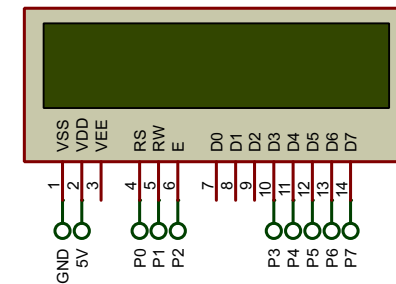 VSS VDD VEE RS RW E D0 D1 D2 D3 D4 D5 D6 D7
1 2 3 4 5 6 7 8 9 10 11 12 13 14
GND 5V P0 P1 P2 P3 P4 P5 P6 P7